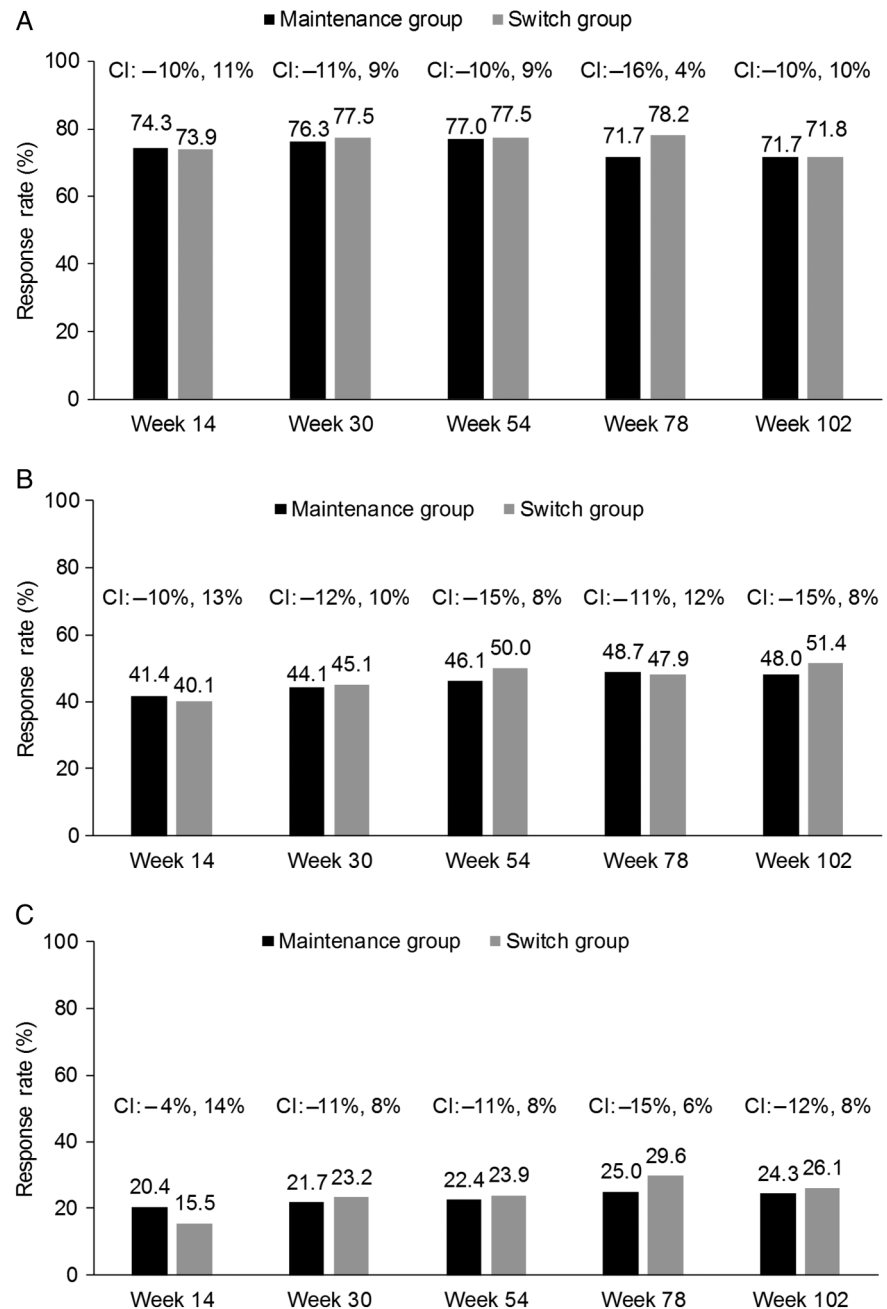 A
Maintenance group Switch group
100
80
60
40
20
0
Response rate (%)
CI: –10%, 11% CI: –11%, 9% CI: –10%, 9% CI: –16%, 4% CI: –10%, 10%
74.3 73.9 76.3 77.5 77.0 77.5 71.7 78.2 71.7 71.8
Week 14 Week 30 Week 54 Week 78 Week 102
B
Maintenance group Switch group
100
80
60
40
20
0
Response rate (%)
CI: –10%, 13% CI: –12%, 10% CI: –15%, 8% CI: –11%, 12% CI: –15%, 8%
41.4 40.1 44.1 45.1 46.1 50.0 48.7 47.9 48.0 51.4
Week 14 Week 30 Week 54 Week 78 Week 102
C
Maintenance group Switch group
100
80
60
40
20
0
Response rate (%)
CI: –4%, 14% CI: –11%, 8% CI: –11%, 8% CI: –15%, 6% CI: –12%, 8%
20.4 15.5 21.7 23.2 22.4 23.9 25.0 29.6 24.3 26.1
Week 14 Week 30 Week 54 Week 78 Week 102